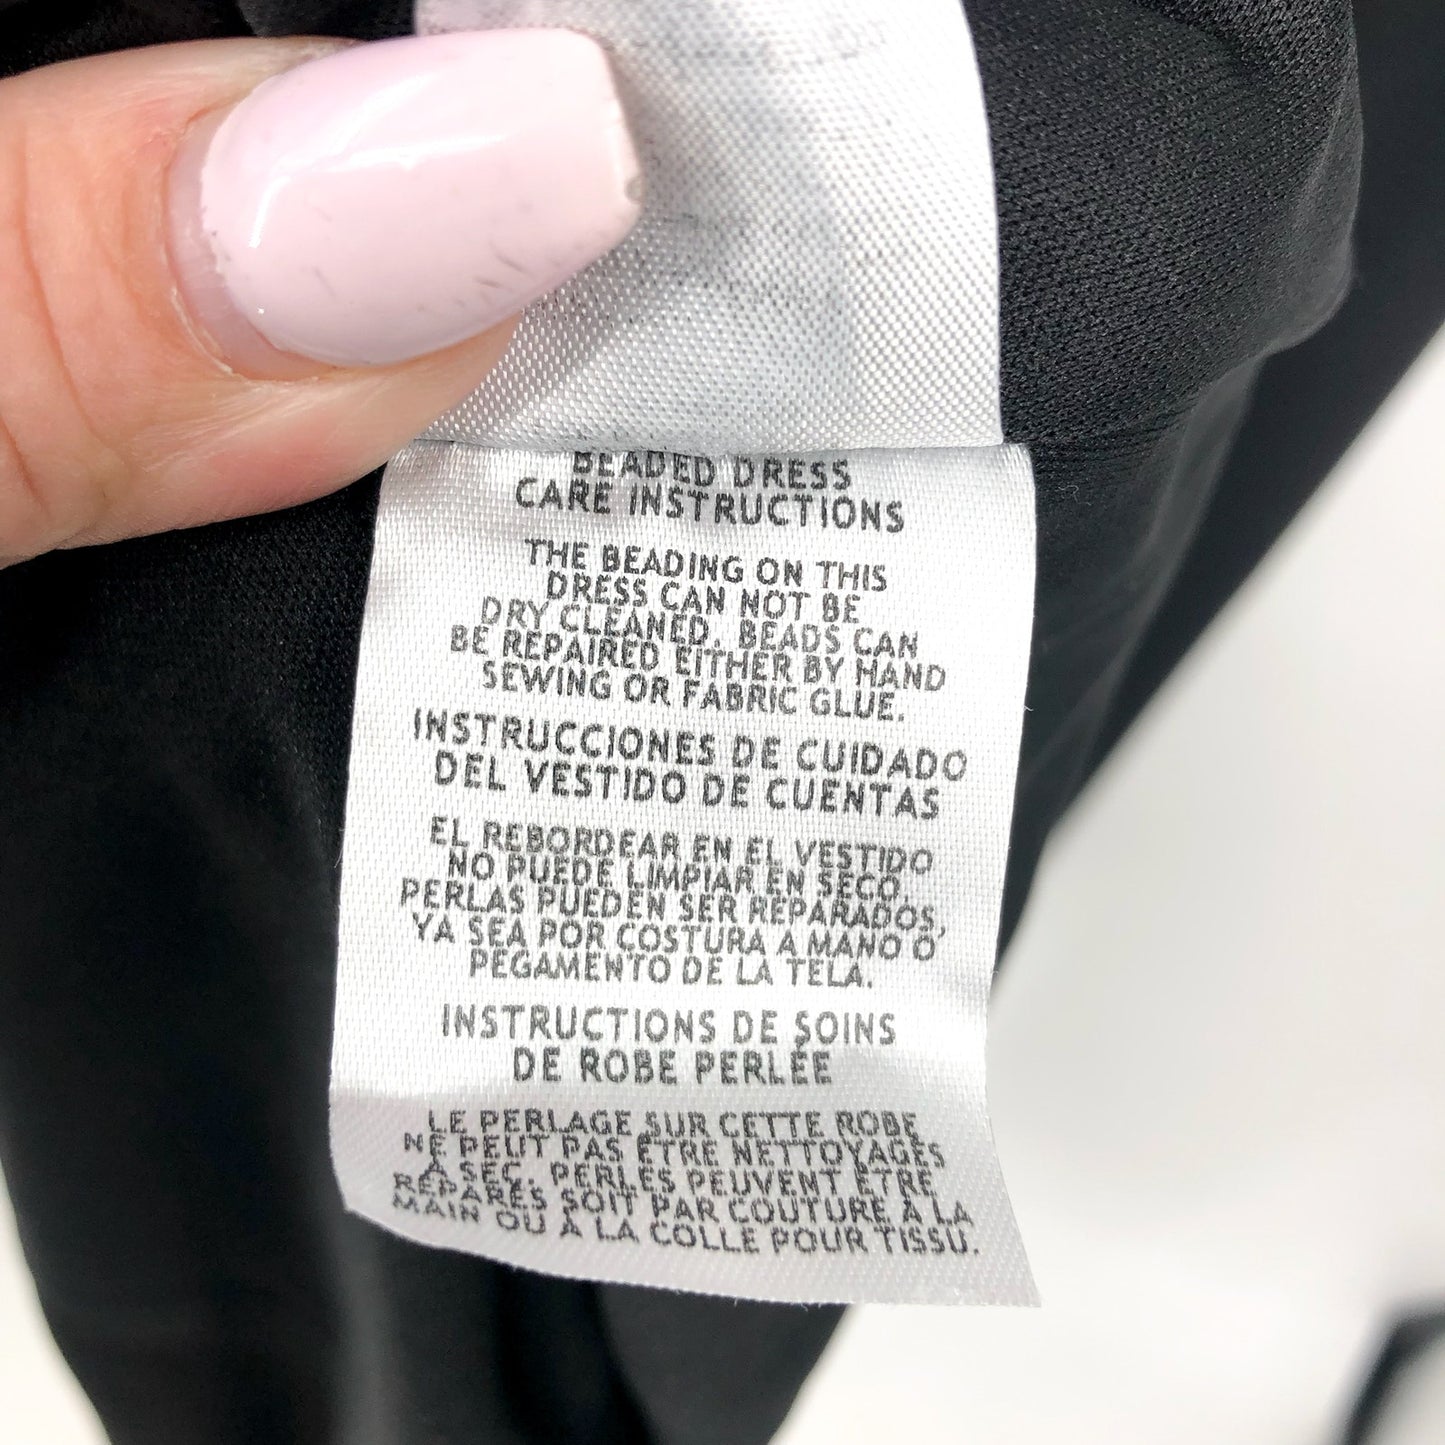 BEADED DRESS
CARE INSTRUCTIONS
THE BEADING ON THIS
DRESS CAN NOT BE
DRY CLEANED. BEADS CAN
BE REPAIRED EITHER BY HAND
SEWING OR FABRIC GLUE.
INSTRUCCIONES DE CUIDADO
DEL VESTIDO DE CUENTAS
EL REBORDEAR EN EL VESTIDO
NO PUEDE LIMPIAR EN SECO.
PERLAS PUEDEN SER REPARADOS,
YA SEA POR COSTURA A MANO O
PEGAMENTO DE LA TELA.
INSTRUCTIONS DE SOINS
DE ROBE PERLÉE
LE PERLAGE SUR CETTE ROBE
NE PEUT PAS ÊTRE NETTOYAGES
À SEC. PERLES PEUVENT ÊTRE
RÉPARÉS SOIT PAR COUTURE À LA
MAIN OU À LA COLLE POUR TISSU.